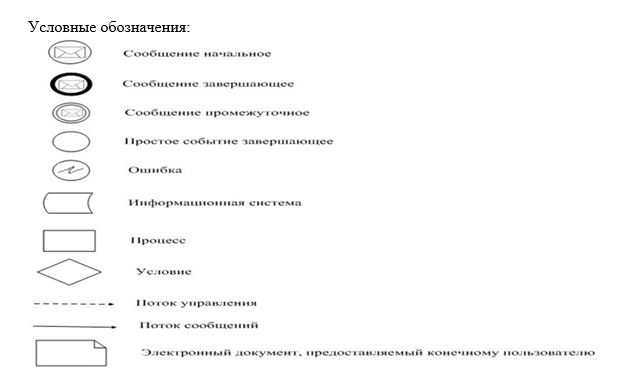 Условные обозначения:
Сообщение начальное
Сообщение завершающее
Сообщение промежуточное
Простое событие завершающее
Ошибка
Информационная система
Процесс
Условие
Поток управления
Поток сообщений
Электронный документ, предоставляемый конечному пользователю